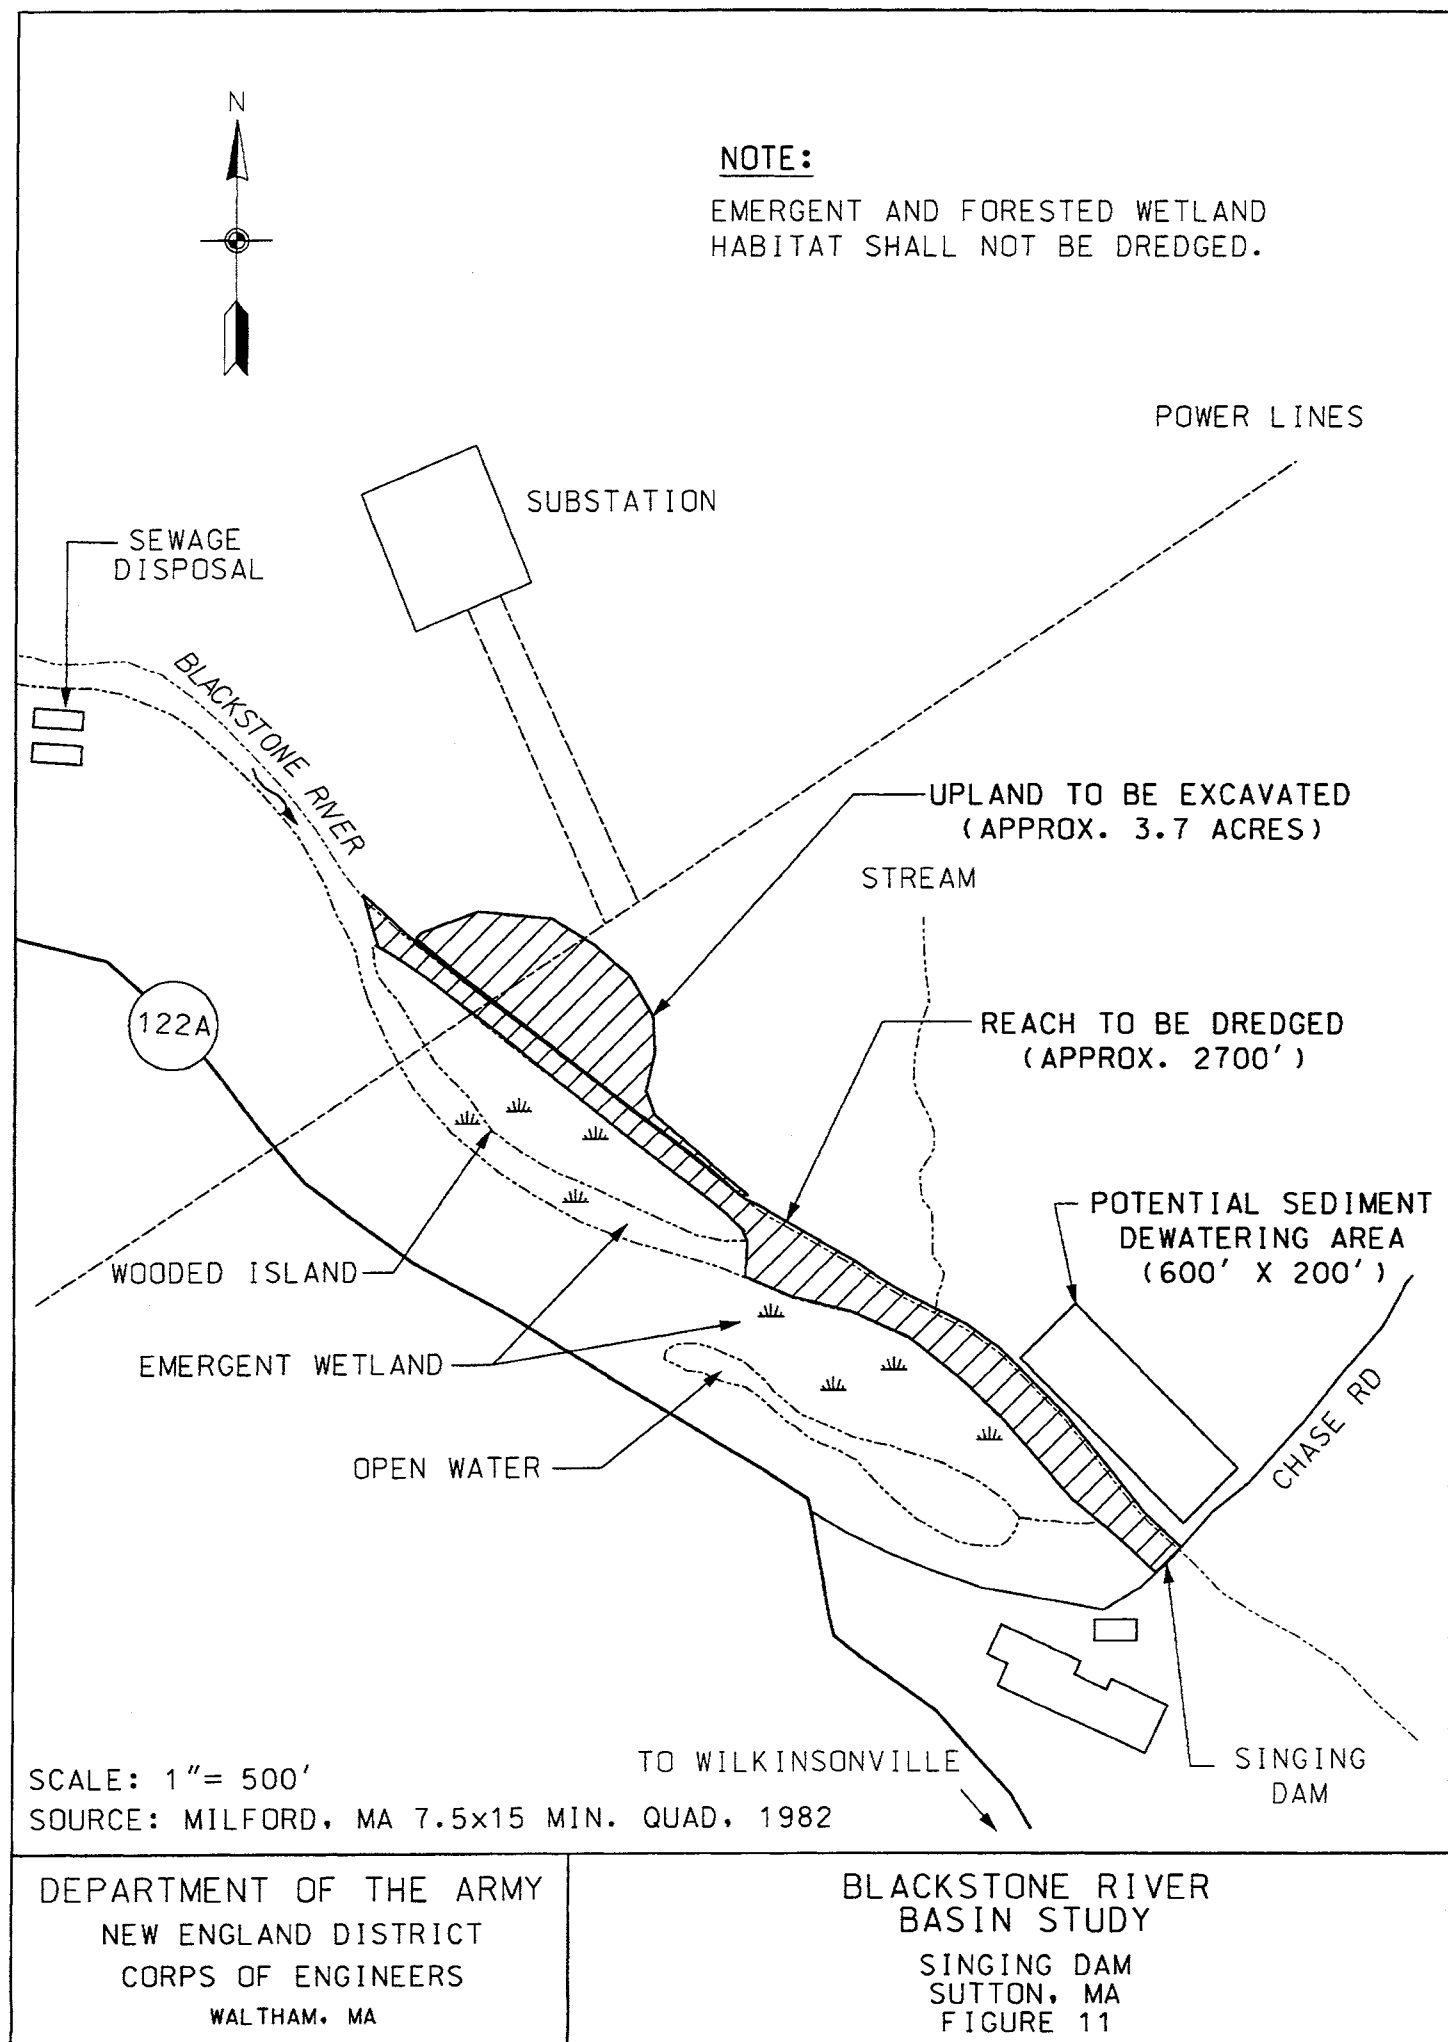 N
NOTE:
EMERGENT AND FORESTED WETLAND
HABITAT SHALL NOT BE DREDGED.
POWER LINES
SUBSTATION
SEWAGE
DISPOSAL
BLACKSTONE RIVER
UPLAND TO BE EXCAVATED
(APPROX. 3.7 ACRES)
STREAM
122A
REACH TO BE DREDGED
(APPROX. 2700')
POTENTIAL SEDIMENT
DEWATERING AREA
(600' X 200')
WOODED ISLAND
EMERGENT WETLAND
OPEN WATER
CHASE RD
TO WILKINSONVILLE
SINGING
DAM
SCALE: 1"= 500'
SOURCE: MILFORD, MA 7.5x15 MIN. QUAD, 1982
DEPARTMENT OF THE ARMY
NEW ENGLAND DISTRICT
CORPS OF ENGINEERS
WALTHAM, MA
BLACKSTONE RIVER
BASIN STUDY
SINGING DAM
SUTTON, MA
FIGURE 11